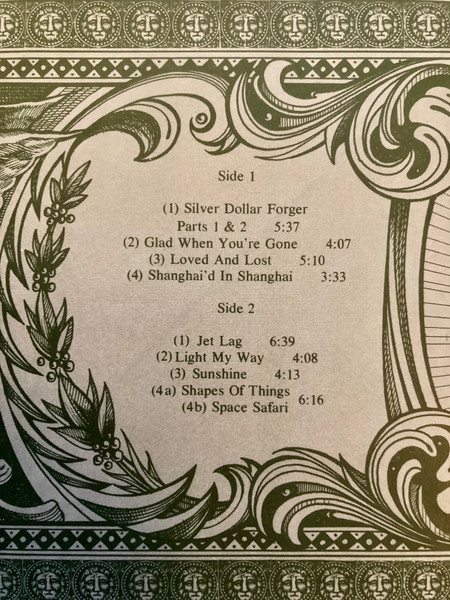 Side 1
(1) Silver Dollar Forger
Parts 1 & 2 5:37
(2) Glad When You're Gone 4:07
(3) Loved And Lost 5:10
(4) Shanghai'd In Shanghai 3:33
Side 2
(1) Jet Lag 6:39
(2) Light My Way 4:08
(3) Sunshine 4:13
(4a) Shapes Of Things
6:16
(4b) Space Safari